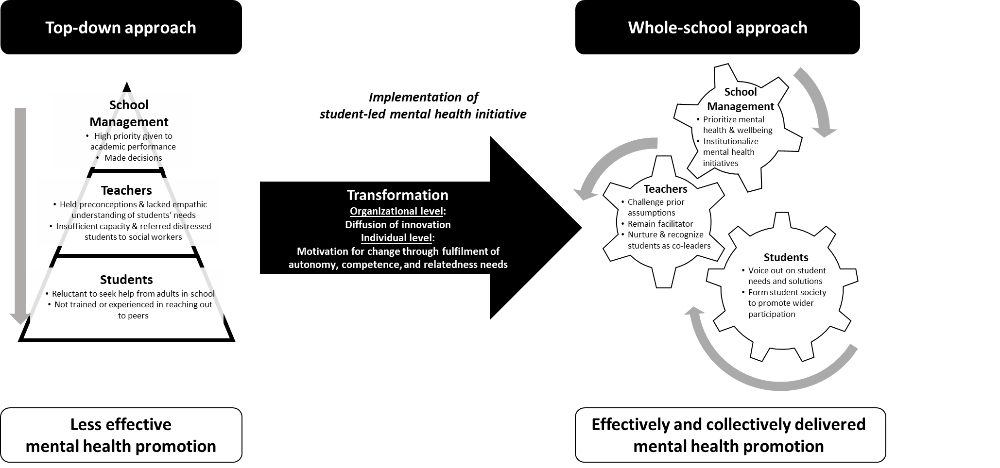 Top-down approach
School
Management
• High priority given to
academic performance
• Made decisions
Teachers
• Held preconceptions & lacked empathic
understanding of students’ needs
• Insufficient capacity & referred distressed
students to social workers
Students
• Reluctant to seek help from adults in school
• Not trained or experienced in reaching out
to peers
Less effective
mental health promotion
Implementation of
student-led mental health initiative
Transformation
Organizational level:
Diffusion of innovation
Individual level:
Motivation for change through fulfilment of
autonomy, competence, and relatedness needs
Whole-school approach
School
Management
• Prioritize mental
health & wellbeing
• Institutionalize
mental health
initiatives
Teachers
• Challenge prior
assumptions
• Remain facilitator
• Nurture & recognize
students as co-leaders
Students
• Voice out on student
needs and solutions
• Form student society
to promote wider
participation
Effectively and collectively delivered
mental health promotion